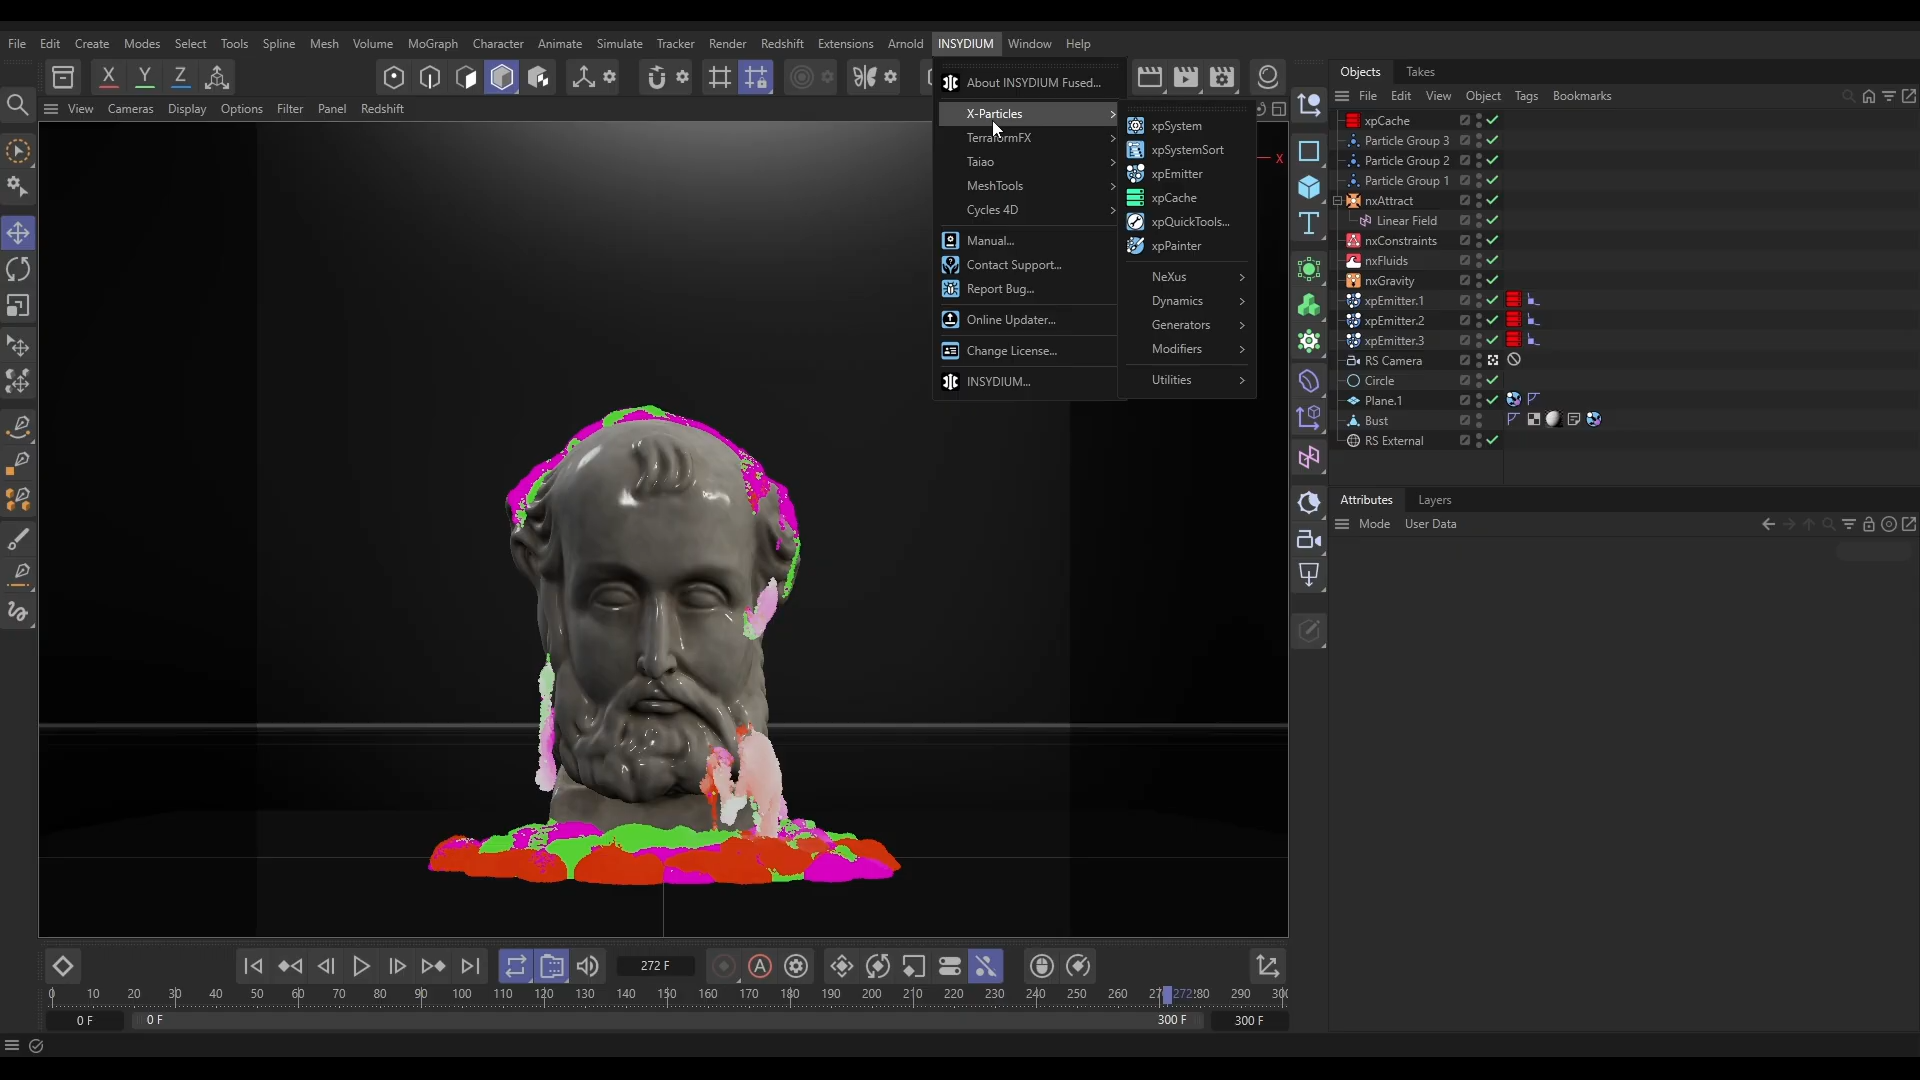 File Edit Create Modes Select Tools Spline Mesh Volume MoGraph Character Animate Simulate Tracker Render Redshift Extensions Arnold INSYDIUM Window Help
X Y Z
View Cameras Display Options Filter Panel Redshift
About INSYDIUM Fused...
X-Particles
TerraformFX
Taiao
MeshTools
Cycles 4D
Manual...
Contact Support...
Report Bug...
Online Updater...
Change License...
INSYDIUM...
xpSystem
xpSystemSort
xpEmitter
xpCache
xpQuickTools...
xpPainter
NeXus
Dynamics
Generators
Modifiers
Utilities
X
Objects Takes
File Edit View Object Tags Bookmarks
xpCache
Particle Group 3
Particle Group 2
Particle Group 1
nxAttract
Linear Field
nxConstraints
nxFluids
nxGravity
xpEmitter.1
xpEmitter.2
xpEmitter.3
RS Camera
Circle
Plane.1
Bust
RS External
Attributes Layers
Mode User Data
272 F
0 10 20 30 40 50 60 70 80 90 100 110 120 130 140 150 160 170 180 190 200 210 220 230 240 250 260 272 290
0 F 0 F 300 F 300 F